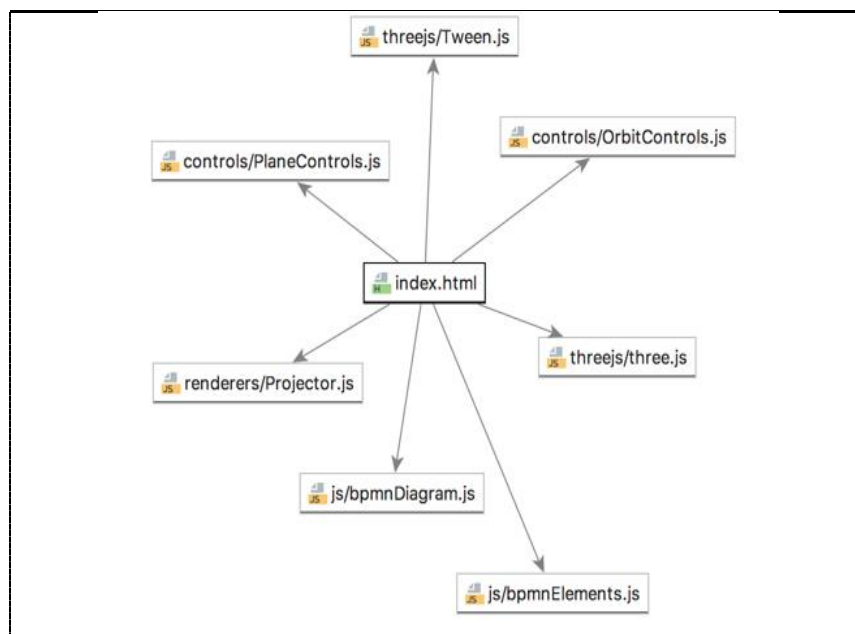 threejs/Tween.js
controls/OrbitControls.js
controls/PlaneControls.js
index.html
threejs/three.js
renderers/Projector.js
js/bpmnDiagram.js
js/bpmnElements.js